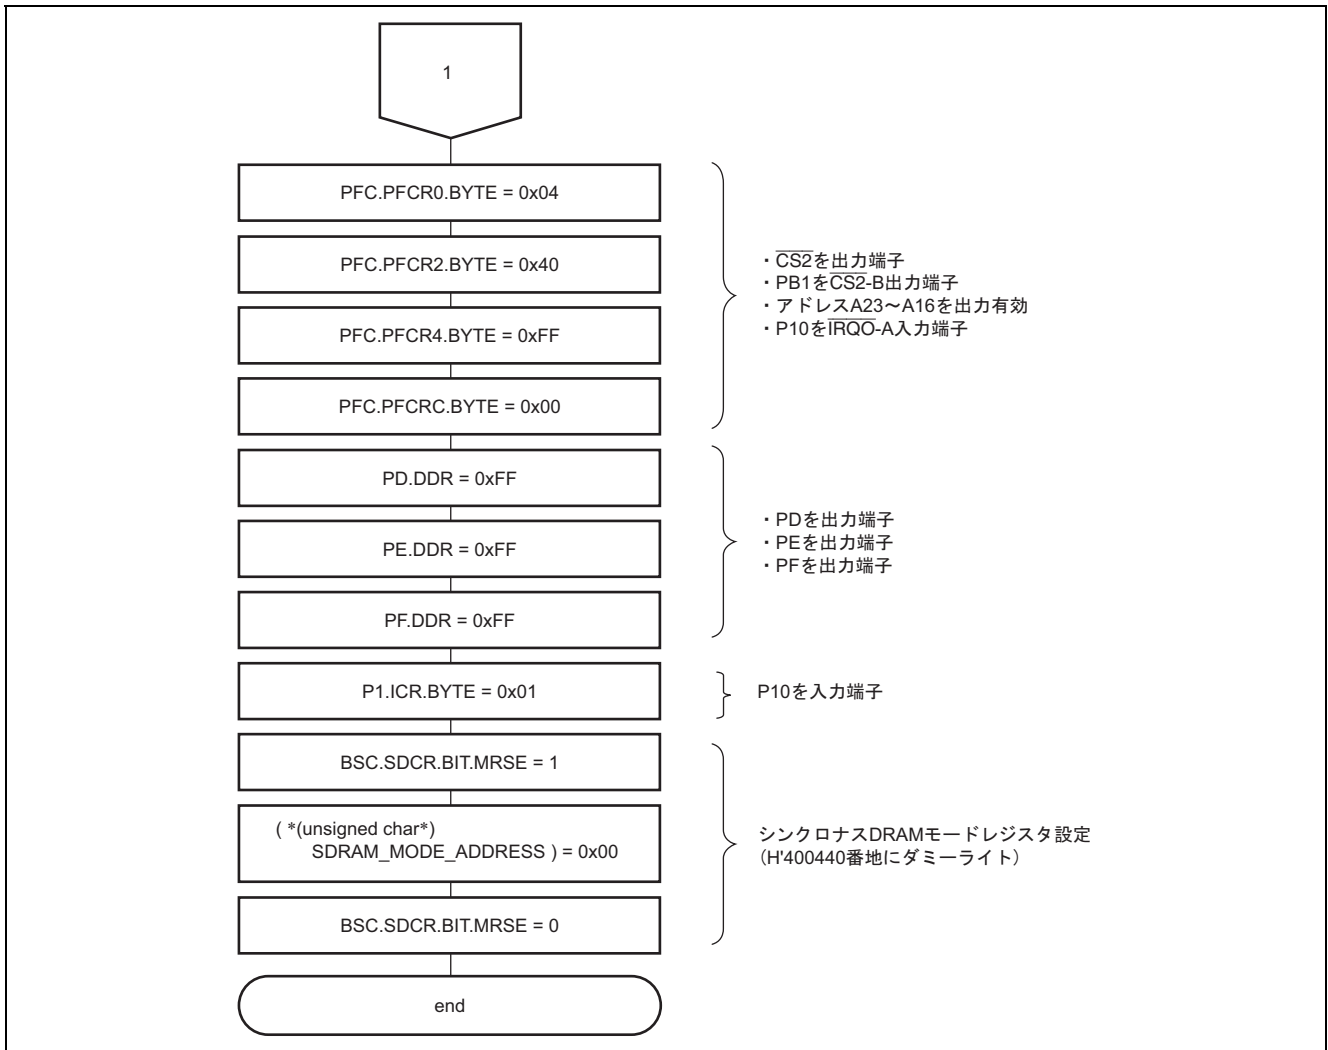 1
PFC.PFCR0.BYTE = 0x04
PFC.PFCR2.BYTE = 0x40
PFC.PFCR4.BYTE = 0xFF
PFC.PFCRC.BYTE = 0x00
・CS2を出力端子
・PB1をCS2-B出力端子
・アドレスA23～A16を出力有効
・P10をIRQO-A入力端子
PD.DDR = 0xFF
PE.DDR = 0xFF
PF.DDR = 0xFF
・PDを出力端子
・PEを出力端子
・PFを出力端子
P1.ICR.BYTE = 0x01
P10を入力端子
BSC.SDCR.BIT.MRSE = 1
( *(unsigned char*)
SDRAM_MODE_ADDRESS ) = 0x00
BSC.SDCR.BIT.MRSE = 0
シンクロナスDRAMモードレジスタ設定
（H'400440番地にダミーライト）
end